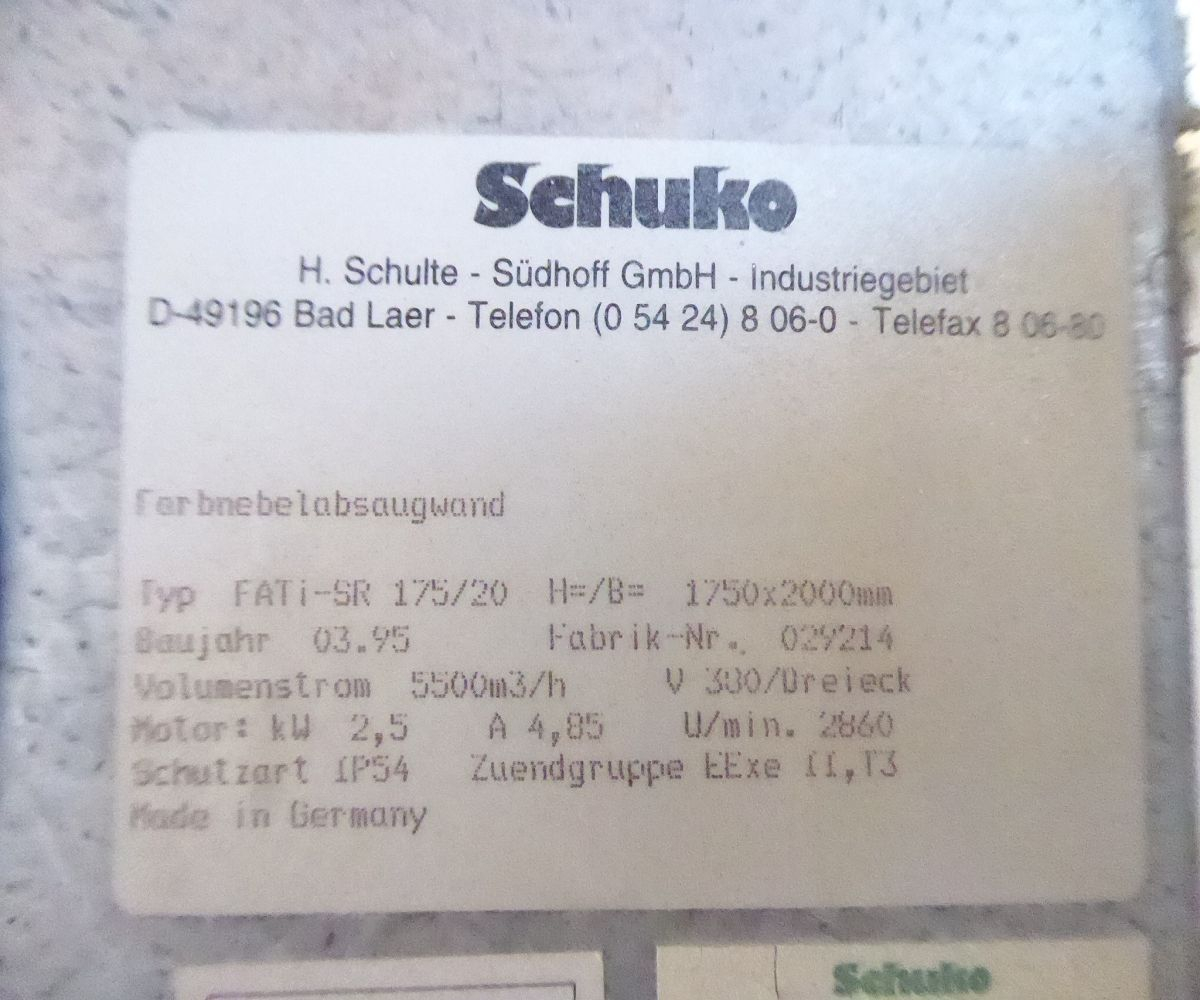 Schuko
H. Schulte - Südhoff GmbH - Industriegebiet
D-49196 Bad Laer - Telefon (0 54 24) 8 06-0 - Telefax 8 06-80
Farbnebelabsaugwand
Typ FATi-SR 175/20 H=/B= 1750x2000mm
Baujahr 03.95 Fabrik-Nr. 029214
Volumenstrom 5500m3/h V 380/Dreieck
Motor: kW 2,5 A 4,85 U/min. 2860
Schutzart IP54 Zuendgruppe EExe II,T3
Made in Germany
Schuko